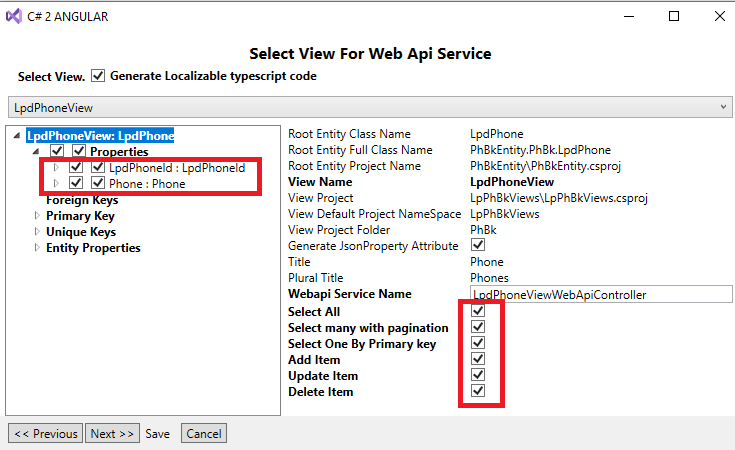 C# 2 ANGULAR
Select View For Web Api Service
Select View. Generate Localizable typescript code
LpdPhoneView
LpdPhoneView: LpdPhone
Properties
LpdPhoneId : LpdPhoneId
Phone : Phone
Foreign Keys
Primary Key
Unique Keys
Entity Properties
Root Entity Class Name LpdPhone
Root Entity Full Class Name PhBkEntity.PhBk.LpdPhone
Root Entity Project Name PhBkEntity\PhBkEntity.csproj
View Name LpdPhoneView
View Project LpPhBkViews\LpPhBkViews.csproj
View Default Project NameSpace LpPhBkViews
View Project Folder PhBk
Generate JsonProperty Attribute
Title Phone
Plural Title Phones
Webapi Service Name LpdPhoneViewWebApiController
Select All
Select many with pagination
Select One By Primary key
Add Item
Update Item
Delete Item
<< Previous Next >> Save Cancel